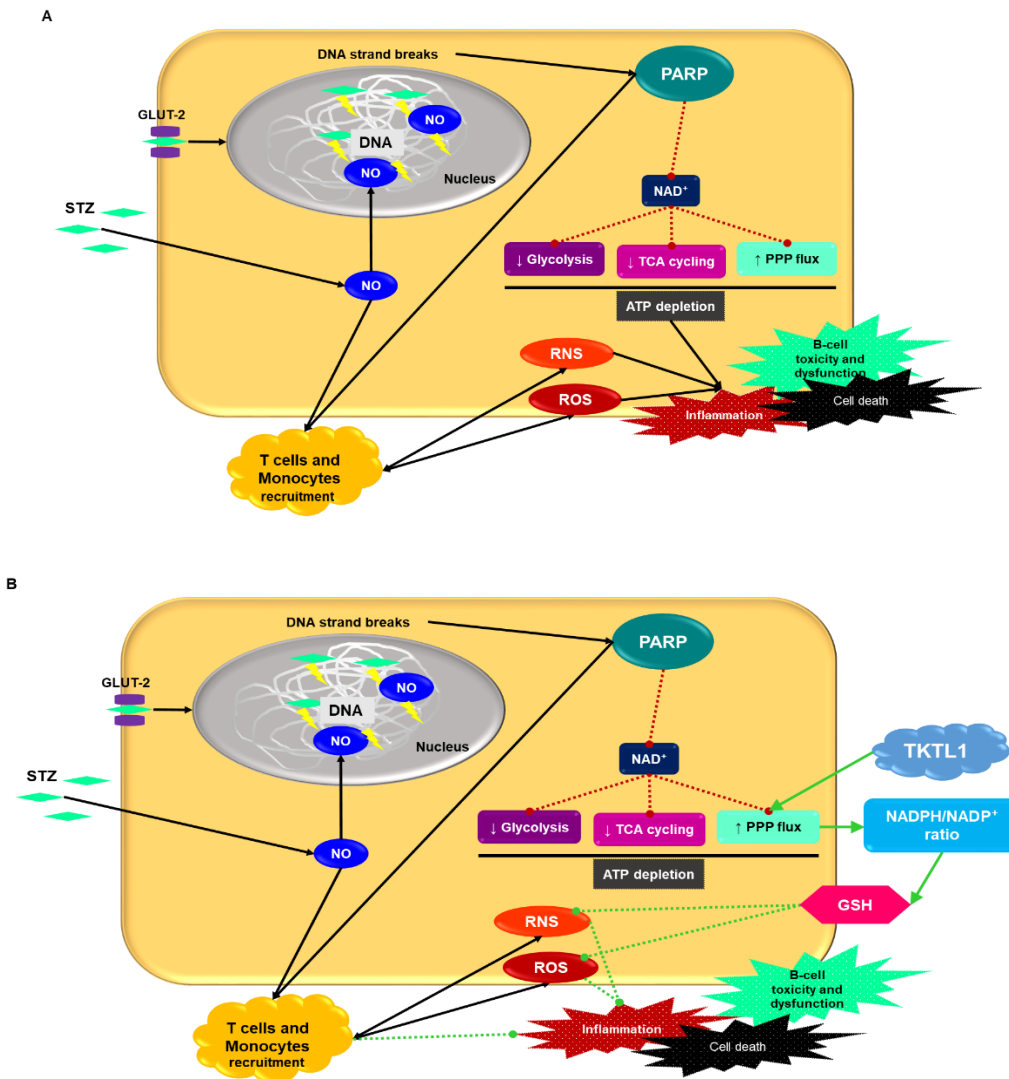 A
DNA strand breaks
PARP
GLUT-2
NO
DNA
NO
Nucleus
NAD⁺
STZ
↓ Glycolysis
↓ TCA cycling
↑ PPP flux
NO
ATP depletion
RNS
B-cell
toxicity and
dysfunction
ROS
Inflammation
Cell death
T cells and
Monocytes
recruitment
B
DNA strand breaks
PARP
GLUT-2
NO
DNA
NO
Nucleus
NAD⁺
TKTL1
STZ
↓ Glycolysis
↓ TCA cycling
↑ PPP flux
NADPH/NADP⁺
ratio
NO
ATP depletion
GSH
RNS
ROS
B-cell
toxicity and
dysfunction
T cells and
Monocytes
recruitment
Inflammation
Cell death